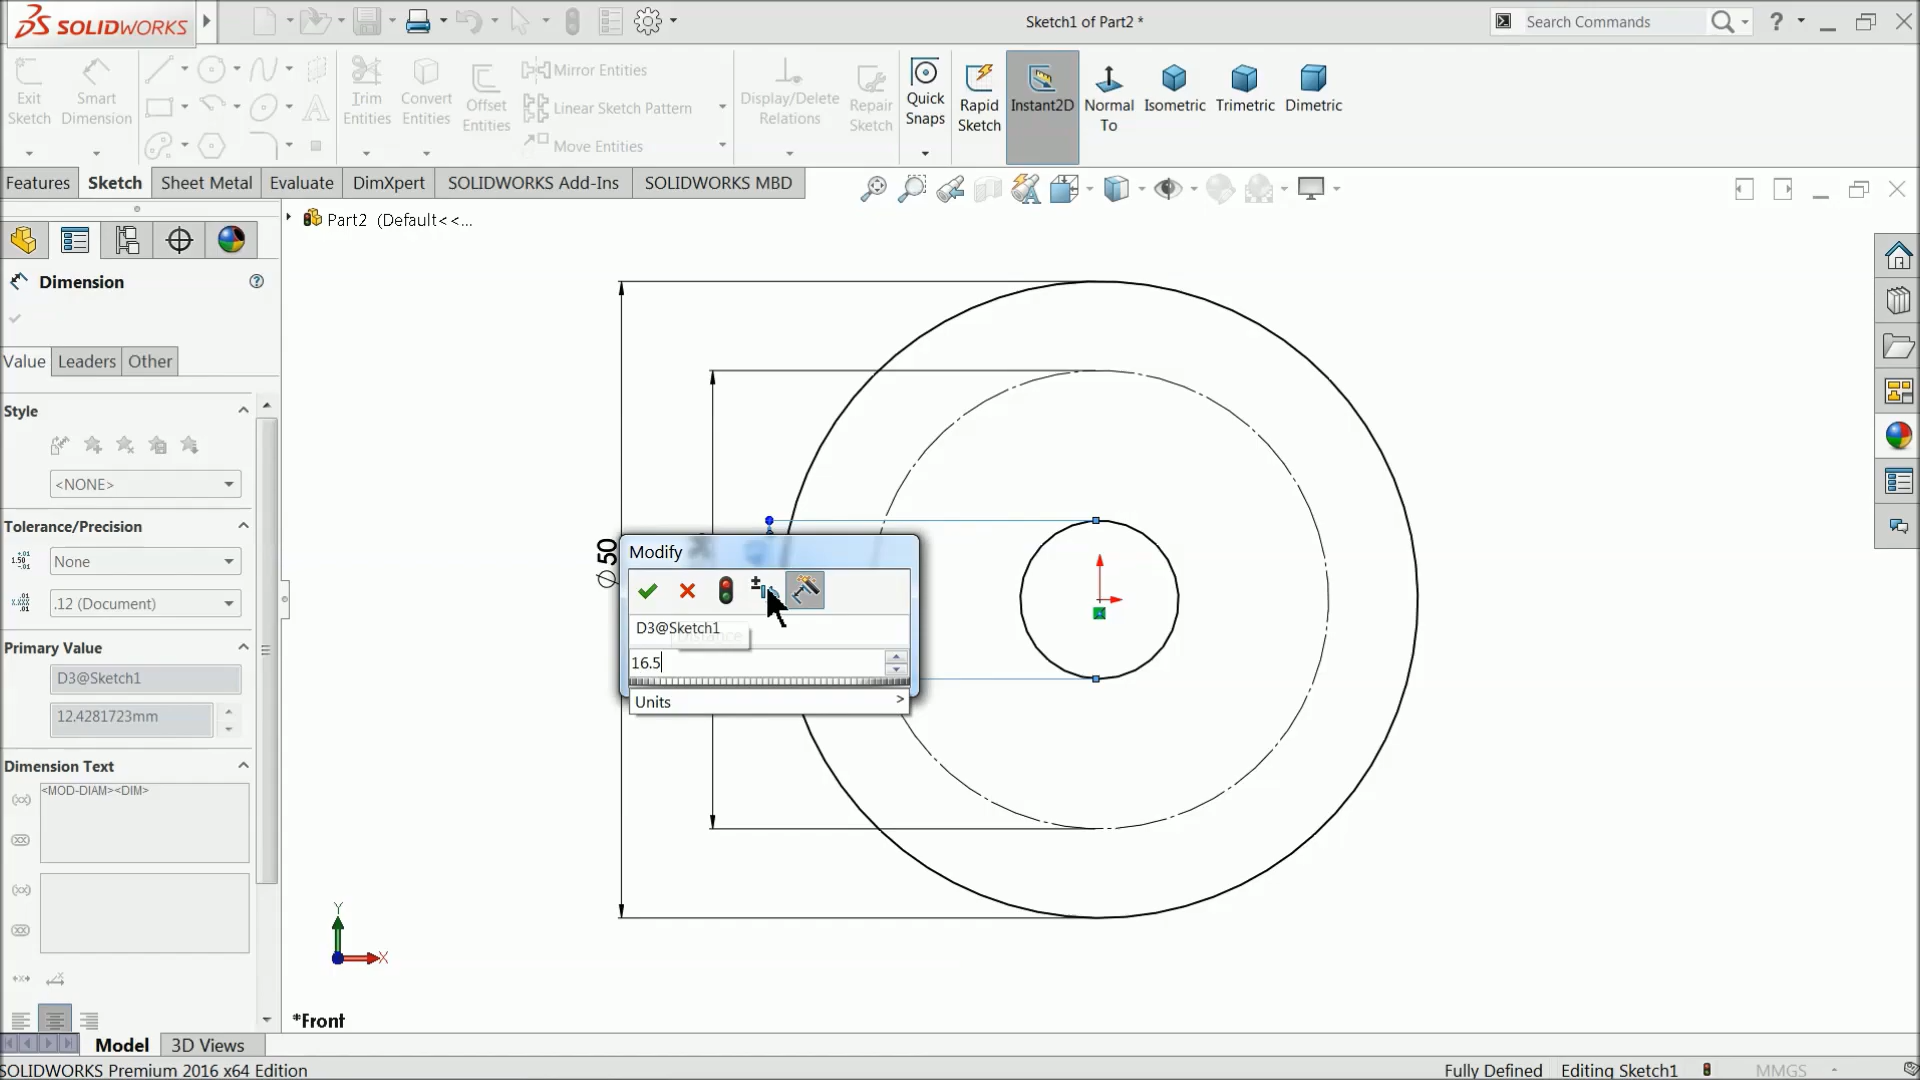 SOLIDWORKS
Sketch1 of Part2 *
Search Commands
?
Exit Sketch
Smart Dimension
Trim Entities
Convert Entities
Offset Entities
Mirror Entities
Linear Sketch Pattern
Move Entities
Display/Delete Relations
Repair Sketch
Quick Snaps
Rapid Sketch
Instant2D
Normal To
Isometric
Trimetric
Dimetric
Features
Sketch
Sheet Metal
Evaluate
DimXpert
SOLIDWORKS Add-Ins
SOLIDWORKS MBD
Part2 (Default<<...
Dimension
Value
Leaders
Other
Style
<NONE>
Tolerance/Precision
None
.12 (Document)
Primary Value
D3@Sketch1
12.4281723mm
Dimension Text
<MOD-DIAM><DIM>
∅50
Modify
D3@Sketch1
16.5
Units >
Y
X
*Front
Model
3D Views
SOLIDWORKS Premium 2016 x64 Edition
Fully Defined
Editing Sketch1
MMGS